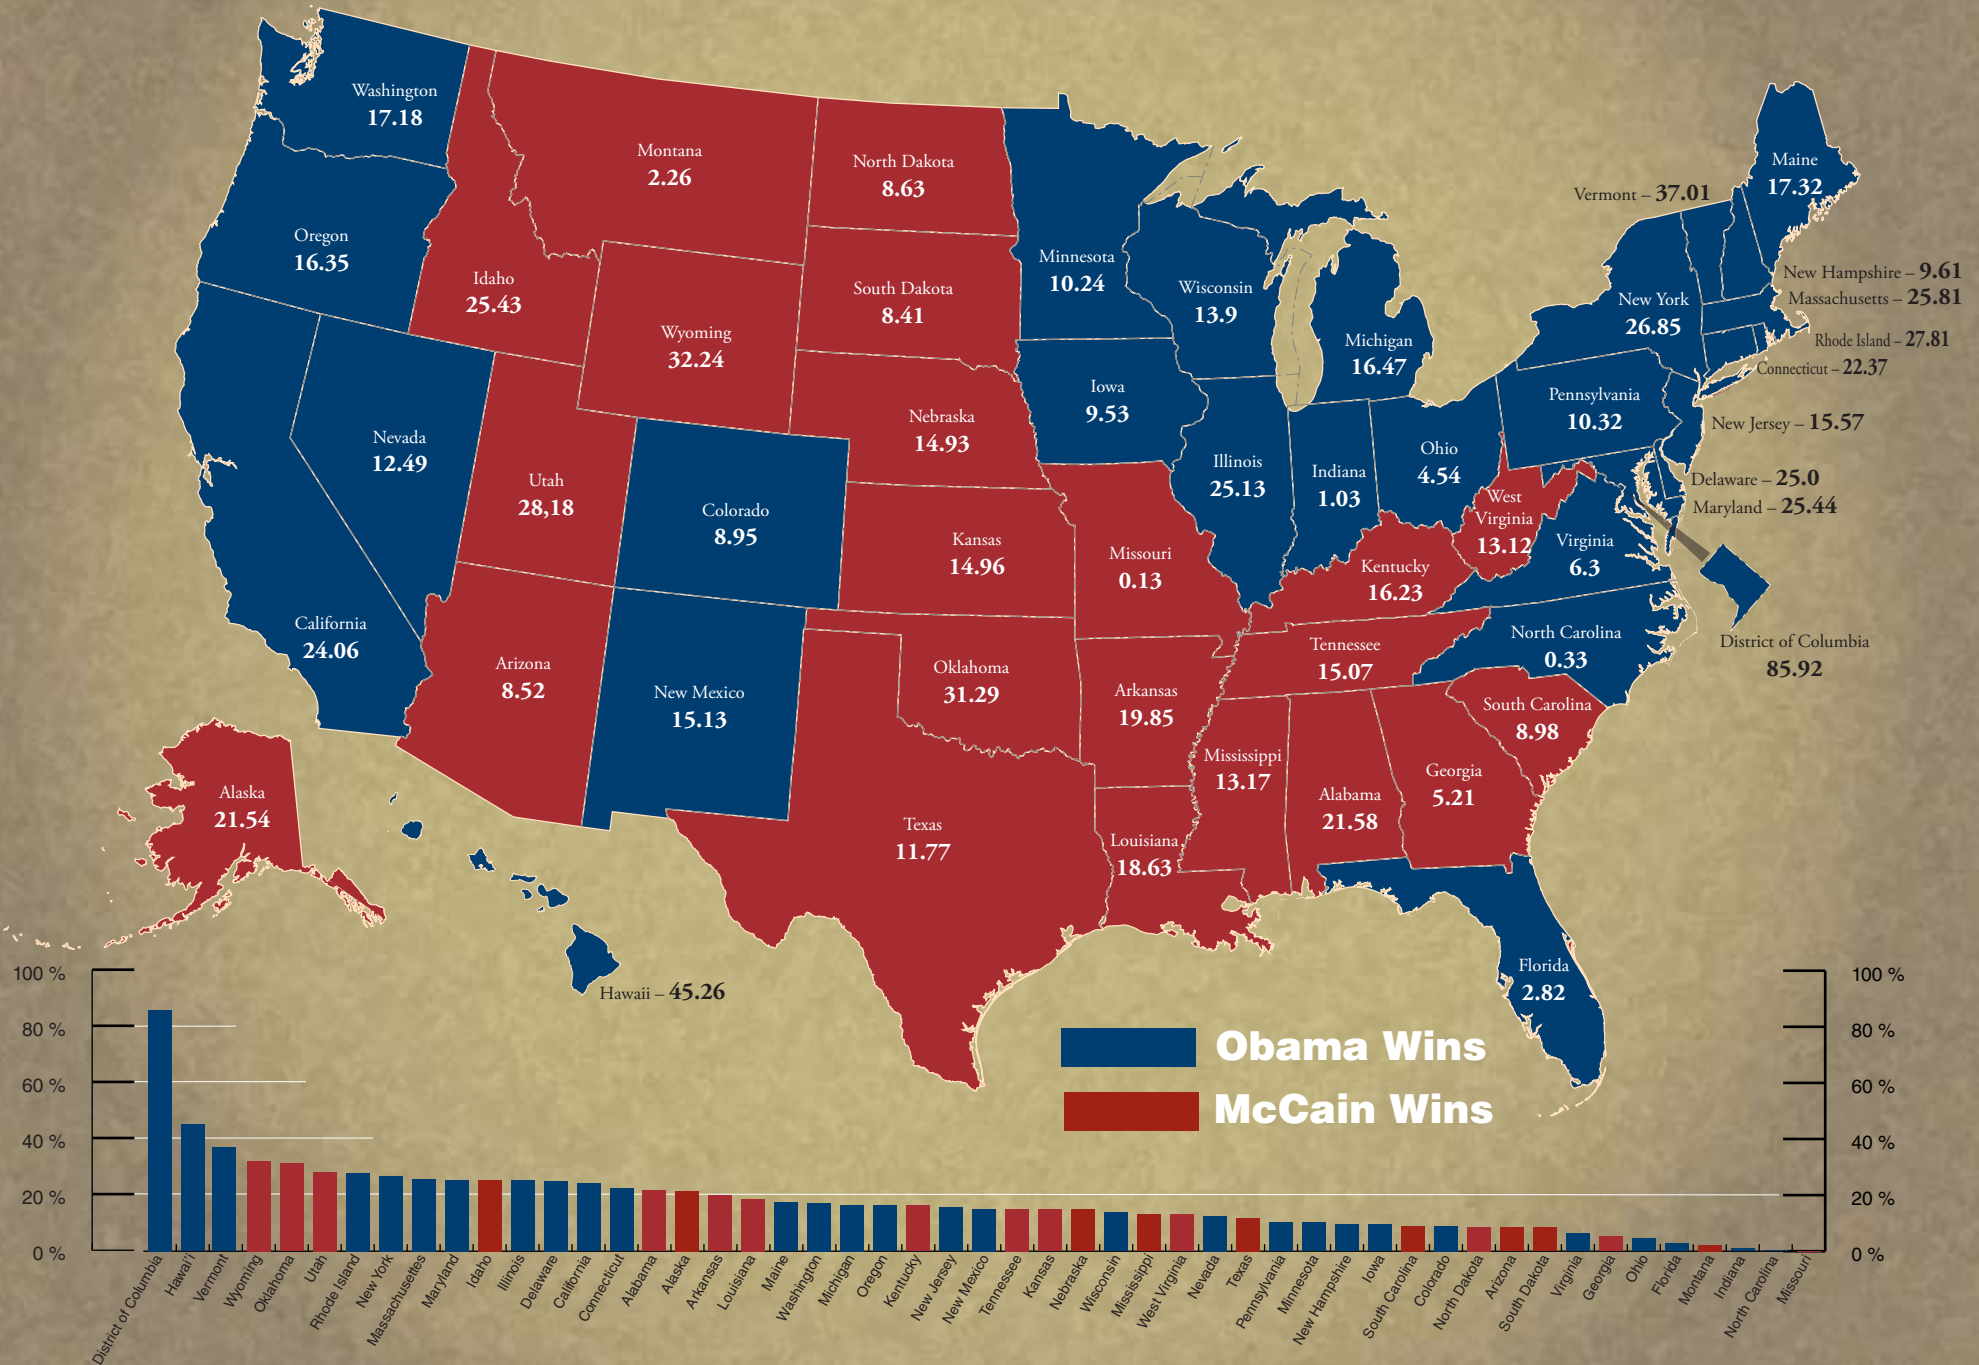 Washington
17.18
Oregon
16.35
California
24.06
Nevada
12.49
Idaho
25.43
Montana
2.26
Wyoming
32.24
Utah
28,18
Arizona
8.52
Colorado
8.95
New Mexico
15.13
North Dakota
8.63
South Dakota
8.41
Nebraska
14.93
Kansas
14.96
Oklahoma
31.29
Texas
11.77
Minnesota
10.24
Iowa
9.53
Missouri
0.13
Arkansas
19.85
Louisiana
18.63
Wisconsin
13.9
Illinois
25.13
Michigan
16.47
Indiana
1.03
Ohio
4.54
Kentucky
16.23
Tennessee
15.07
Mississippi
13.17
Alabama
21.58
Georgia
5.21
Florida
2.82
South Carolina
8.98
North Carolina
0.33
Virginia
6.3
West
Virginia
13.12
Pennsylvania
10.32
New York
26.85
Maine
17.32
Vermont – 37.01
New Hampshire – 9.61
Massachusetts – 25.81
Rhode Island – 27.81
Connecticut – 22.37
New Jersey – 15.57
Delaware – 25.0
Maryland – 25.44
District of Columbia
85.92
Alaska
21.54
Hawaii – 45.26
Obama Wins
McCain Wins
100 %
80 %
60 %
40 %
20 %
0 %
100 %
80 %
60 %
40 %
20 %
0 %
District of Columbia
Hawai'i
Vermont
Wyoming
Oklahoma
Utah
Rhode Island
New York
Massachusettes
Maryland
Idaho
Illinois
Delaware
California
Connecticut
Alabama
Alaska
Arkansas
Louisiana
Maine
Washington
Michigan
Oregon
Kentucky
New Jersey
New Mexico
Tennessee
Kansas
Nebraska
Wisconsin
Mississippi
West Virginia
Nevada
Texas
Pennsylvania
Minnesota
New Hampshire
Iowa
South Carolina
Colorado
North Dakota
Arizona
South Dakota
Virginia
Georgia
Ohio
Florida
Montana
Indiana
North Carolina
Missouri